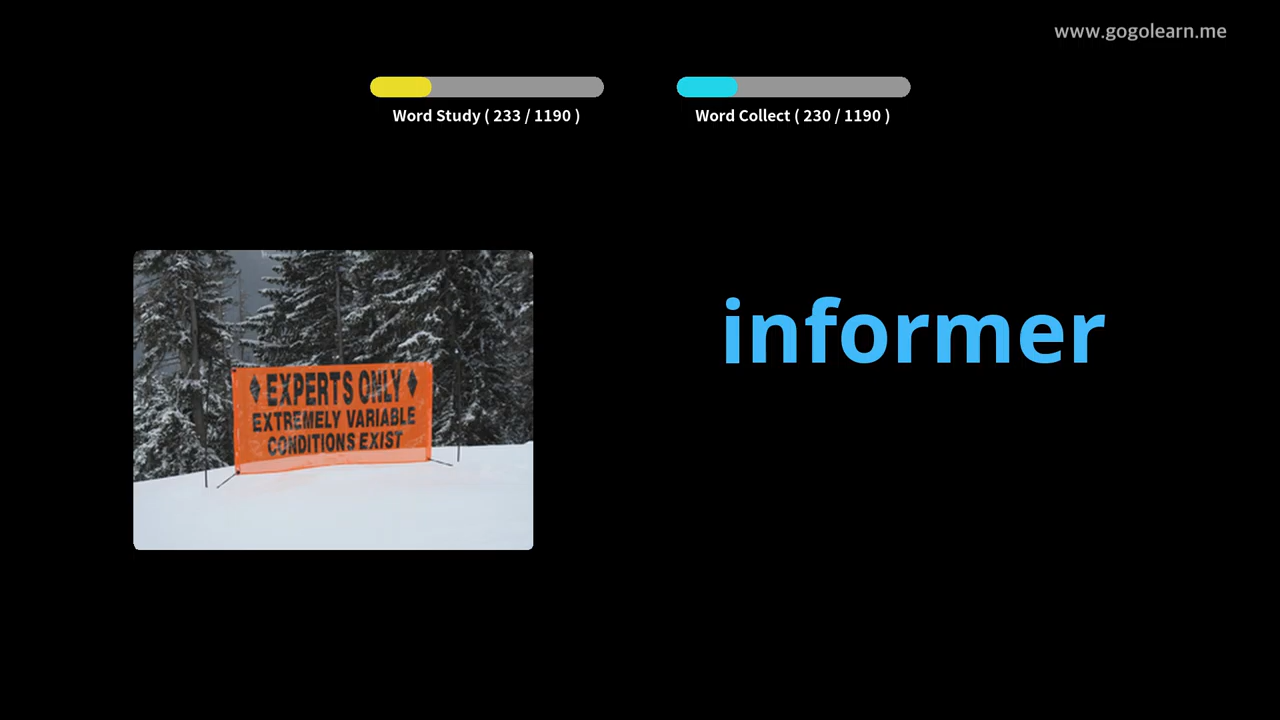 www.gogolearn.me
Word Study ( 233 / 1190 )
Word Collect ( 230 / 1190 )
informer
EXPERTS ONLY
EXTREMELY VARIABLE
CONDITIONS EXIST